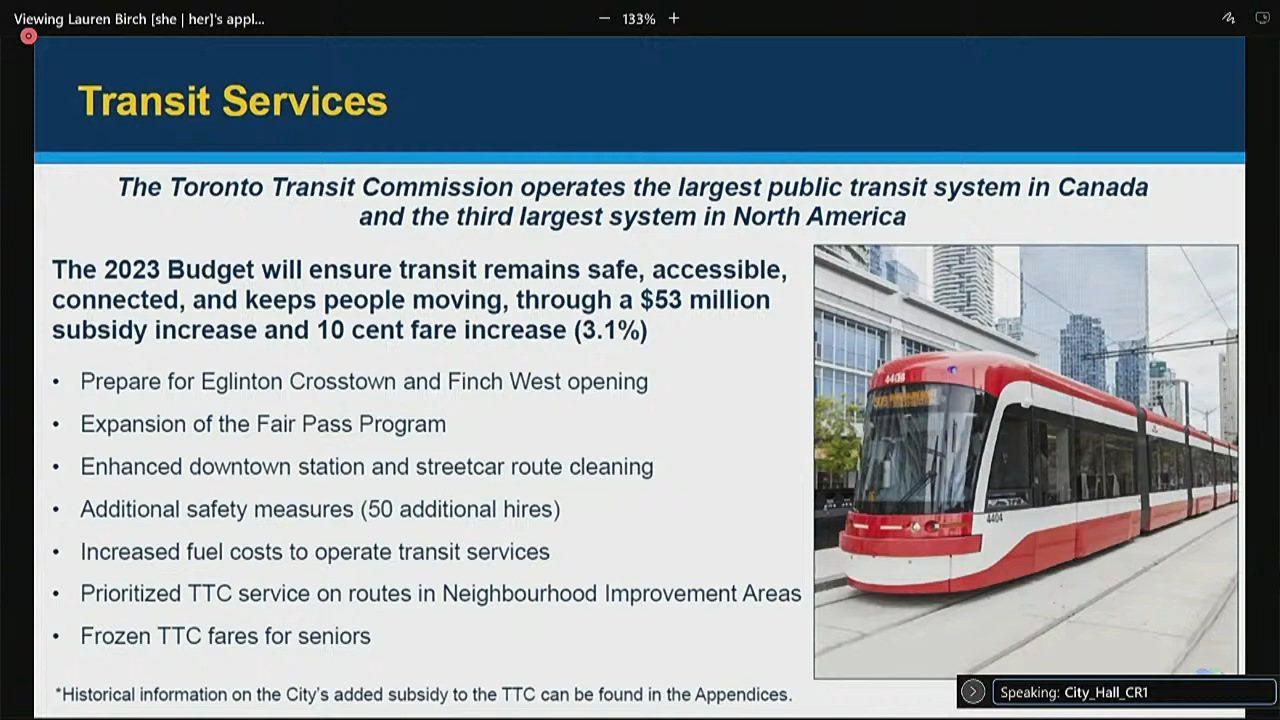 Viewing Lauren Birch [she | her]'s appl...
133%
Transit Services
The Toronto Transit Commission operates the largest public transit system in Canada
and the third largest system in North America
The 2023 Budget will ensure transit remains safe, accessible,
connected, and keeps people moving, through a $53 million
subsidy increase and 10 cent fare increase (3.1%)
• Prepare for Eglinton Crosstown and Finch West opening
• Expansion of the Fair Pass Program
• Enhanced downtown station and streetcar route cleaning
• Additional safety measures (50 additional hires)
• Increased fuel costs to operate transit services
• Prioritized TTC service on routes in Neighbourhood Improvement Areas
• Frozen TTC fares for seniors
4404
4404
*Historical information on the City's added subsidy to the TTC can be found in the Appendices.
Speaking: City_Hall_CR1